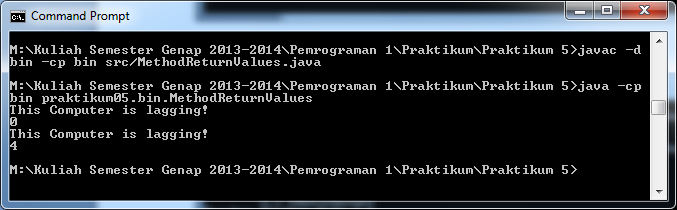 Command Prompt
M:\Kuliah Semester Genap 2013-2014\Pemrograman 1\Praktikum\Praktikum 5>javac -d
bin -cp bin src/MethodReturnValues.java
M:\Kuliah Semester Genap 2013-2014\Pemrograman 1\Praktikum\Praktikum 5>java -cp
bin praktikum05.bin.MethodReturnValues
This Computer is lagging!
0
This Computer is lagging!
4
M:\Kuliah Semester Genap 2013-2014\Pemrograman 1\Praktikum\Praktikum 5>